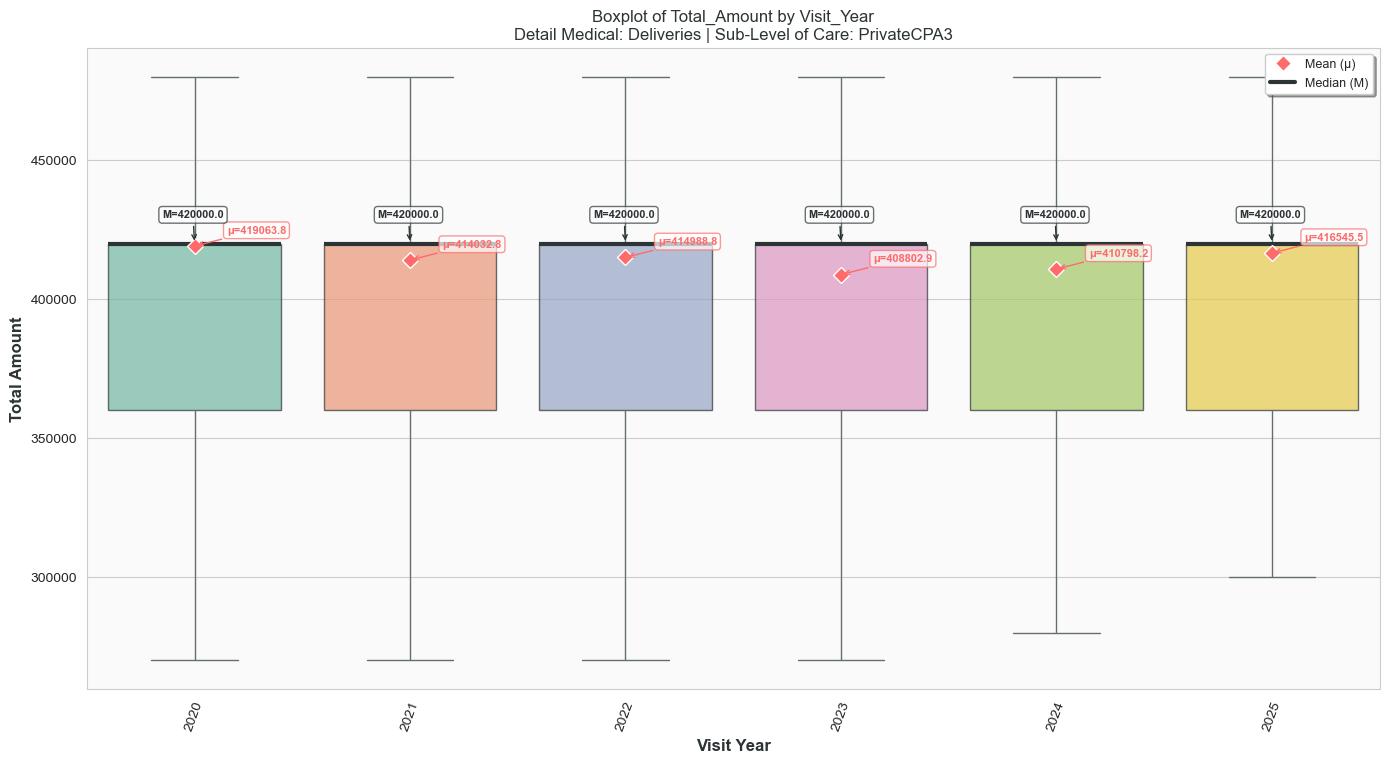 Boxplot of Total_Amount by Visit_Year
Detail Medical: Deliveries | Sub-Level of Care: PrivateCPA3
Mean (μ)
Median (M)
Total Amount
450000
400000
350000
300000
M=420000.0
μ=419063.8
M=420000.0
μ=414032.8
M=420000.0
μ=414988.8
M=420000.0
μ=408802.9
M=420000.0
μ=410798.2
M=420000.0
μ=416545.5
2020
2021
2022
2023
2024
2025
Visit Year